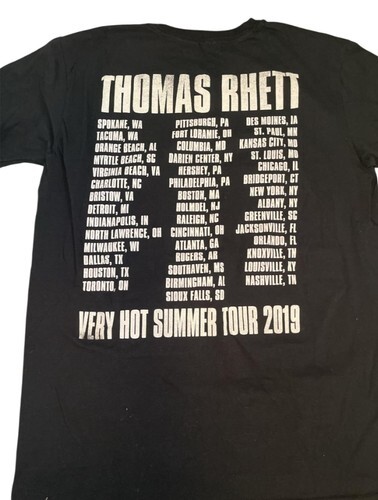 THOMAS RHETT
SPOKANE, WA
TACOMA, WA
ORANGE BEACH, AL
MYRTLE BEACH, SC
VIRGINIA BEACH, VA
CHARLOTTE, NC
BRISTOW, VA
DETROIT, MI
INDIANAPOLIS, IN
NORTH LAWRENCE, OH
MILWAUKEE, WI
DALLAS, TX
HOUSTON, TX
TORONTO, ON
PITTSBURGH, PA
FORT LORAMIE, OH
COLUMBIA, MD
DARIEN CENTER, NY
HERSHEY, PA
PHILADELPHIA, PA
BOSTON, MA
HOLMDEL, NJ
RALEIGH, NC
CINCINNATI, OH
ATLANTA, GA
ROGERS, AR
SOUTHAVEN, MS
BIRMINGHAM, AL
SIOUX FALLS, SD
DES MOINES, IA
ST. PAUL, MN
KANSAS CITY, MO
ST. LOUIS, MO
CHICAGO, IL
BRIDGEPORT, CT
NEW YORK, NY
ALBANY, NY
GREENVILLE, SC
JACKSONVILLE, FL
ORLANDO, FL
KNOXVILLE, TN
LOUISVILLE, KY
NASHVILLE, TN
VERY HOT SUMMER TOUR 2019